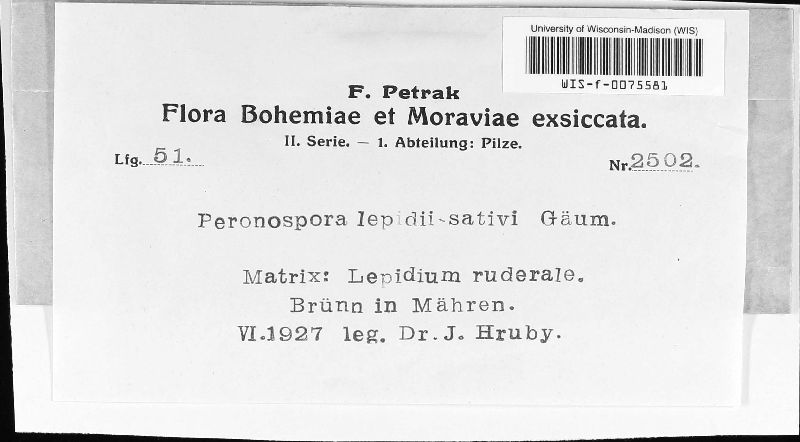 University of Wisconsin-Madison (WIS)
WIS-f-0075581
F. Petrak
Flora Bohemiae et Moraviae exsiccata.
II. Serie. — 1. Abteilung: Pilze.
Lfg. 51.
Nr. 2502.
Peronospora lepidii-sativi Gäum.
Matrix: Lepidium ruderale.
Brünn in Mähren.
VI.1927 leg. Dr. J. Hruby.